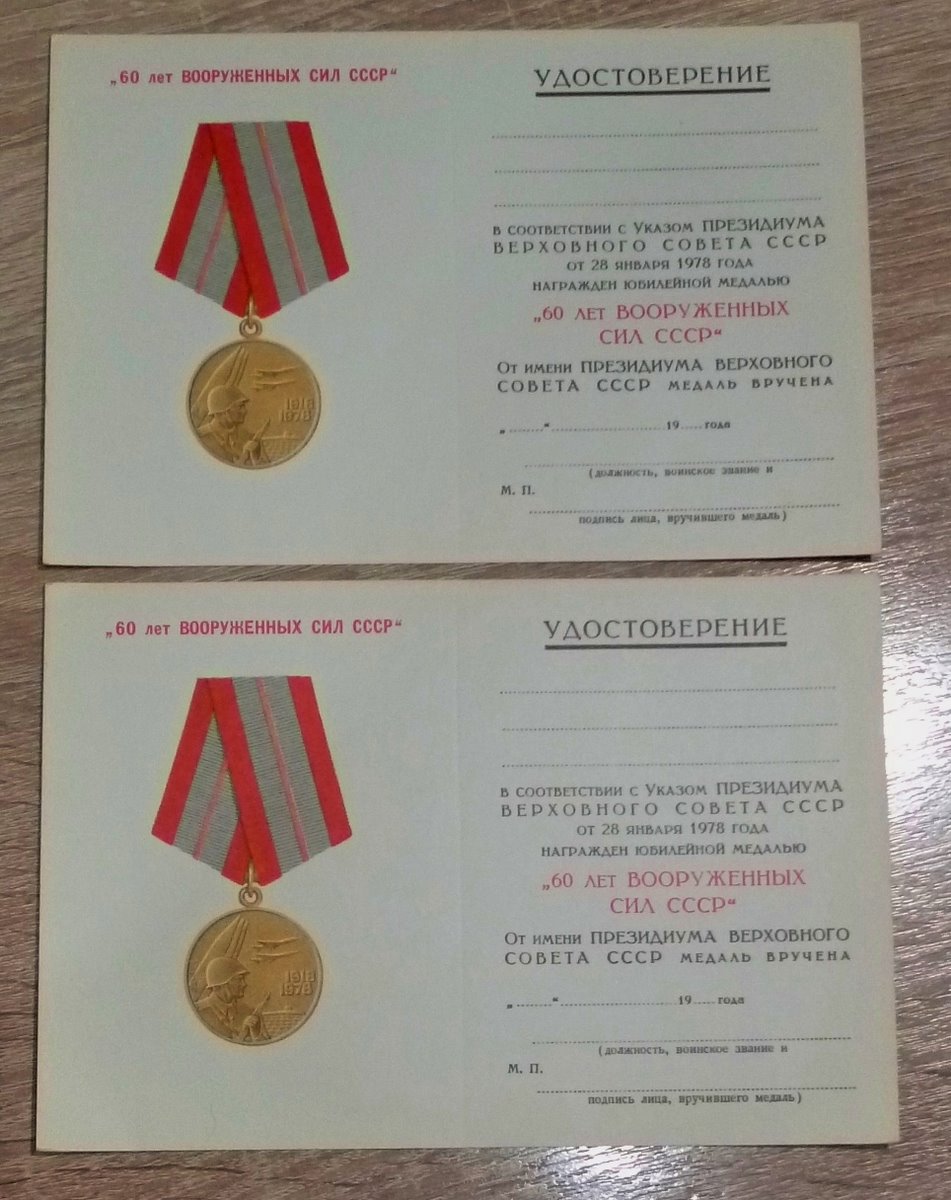 „60 лет ВООРУЖЕННЫХ СИЛ СССР“
1918
1978
УДОСТОВЕРЕНИЕ
В СООТВЕТСТВИИ С УКАЗОМ ПРЕЗИДИУМА
ВЕРХОВНОГО СОВЕТА СССР
ОТ 28 ЯНВАРЯ 1978 ГОДА
НАГРАЖДЕН ЮБИЛЕЙНОЙ МЕДАЛЬЮ
„60 ЛЕТ ВООРУЖЕННЫХ
СИЛ СССР“
ОТ ИМЕНИ ПРЕЗИДИУМА ВЕРХОВНОГО
СОВЕТА СССР МЕДАЛЬ ВРУЧЕНА
„........“ .............................. 19..... года
(должность, воинское звание и
М. П.
подпись лица, вручившего медаль)
„60 лет ВООРУЖЕННЫХ СИЛ СССР“
1918
1978
УДОСТОВЕРЕНИЕ
В СООТВЕТСТВИИ С УКАЗОМ ПРЕЗИДИУМА
ВЕРХОВНОГО СОВЕТА СССР
ОТ 28 ЯНВАРЯ 1978 ГОДА
НАГРАЖДЕН ЮБИЛЕЙНОЙ МЕДАЛЬЮ
„60 ЛЕТ ВООРУЖЕННЫХ
СИЛ СССР“
ОТ ИМЕНИ ПРЕЗИДИУМА ВЕРХОВНОГО
СОВЕТА СССР МЕДАЛЬ ВРУЧЕНА
„........“ .............................. 19..... года
(должность, воинское звание и
М. П.
подпись лица, вручившего медаль)